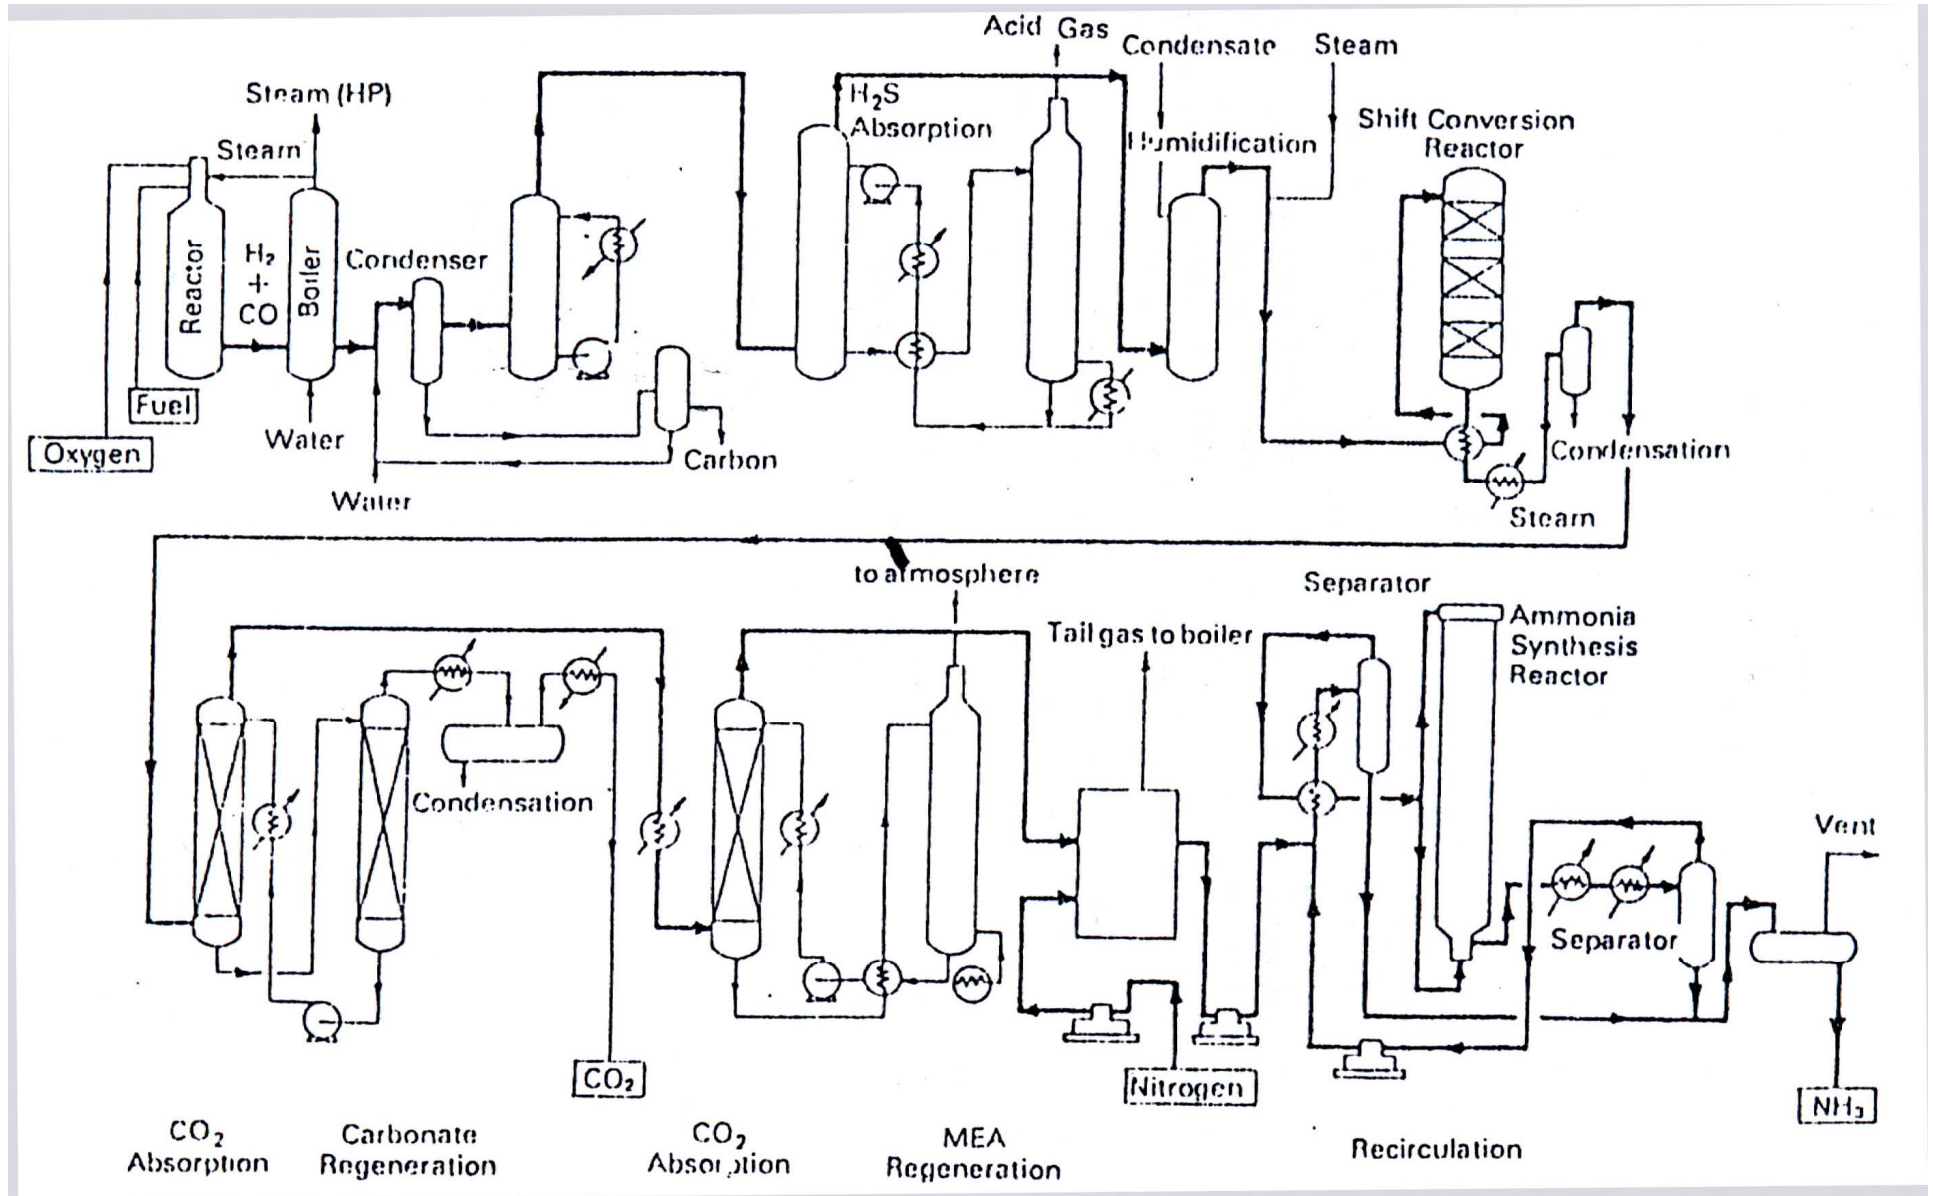 Acid Gas
Condensate
Steam
Steam (HP)
H₂S
Absorption
Shift Conversion
Reactor
Humidification
Steam
Reactor
H₂
+
CO
Boiler
Condenser
Fuel
Oxygen
Water
Carbon
Water
Condensation
Steam
to atmosphere
Separator
Tail gas to boiler
Ammonia
Synthesis
Reactor
Condensation
Vent
Separator
CO₂
Nitrogen
NH₃
CO₂
Absorption
Carbonate
Regeneration
CO₂
Absorption
MEA
Regeneration
Recirculation